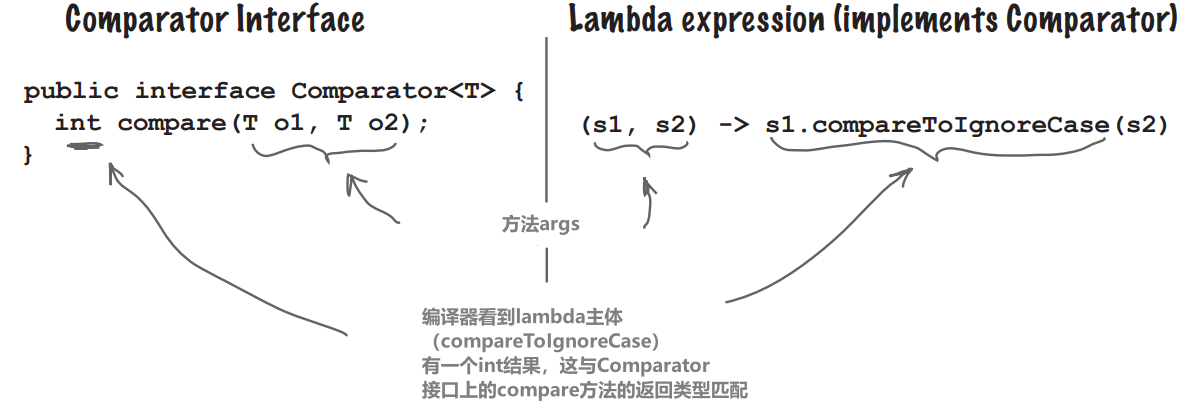 Comparator Interface
public interface Comparator<T> {
int compare(T o1, T o2);
}
Lambda expression (implements Comparator)
(s1, s2) -> s1.compareToIgnoreCase(s2)
方法args
编译器看到lambda主体
（compareToIgnoreCase）
有一个int结果，这与Comparator
接口上的compare方法的返回类型匹配